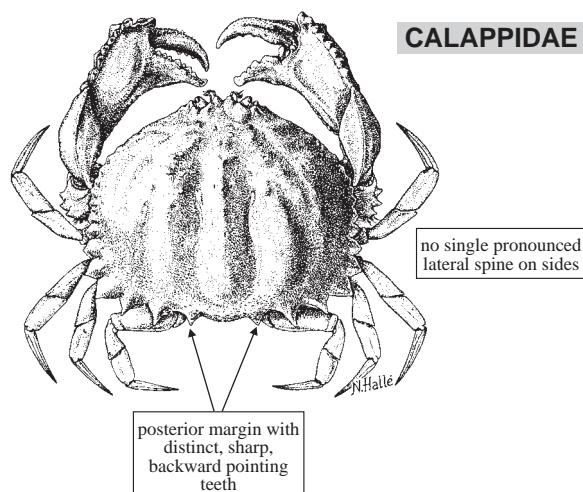 CALAPPIDAE
no single pronounced
lateral spine on sides
N. Hallé
posterior margin with
distinct, sharp,
backward pointing
teeth